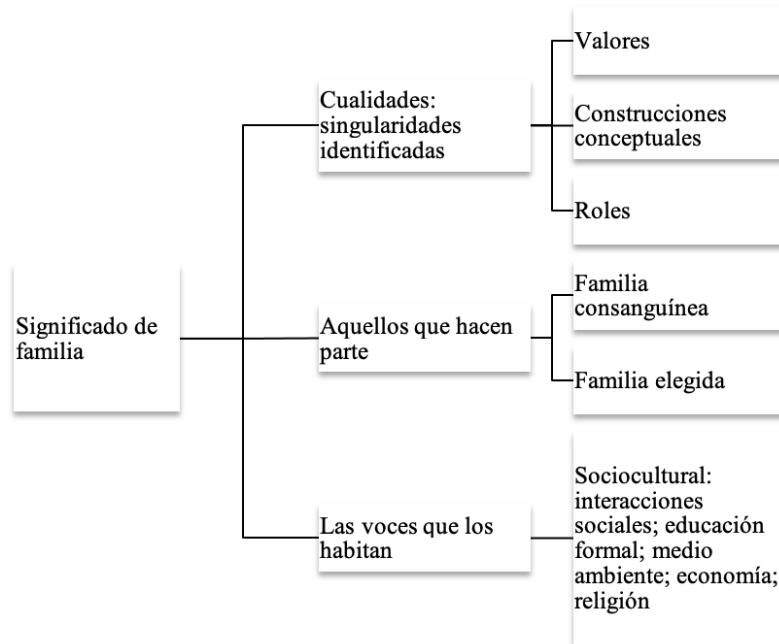 Significado de
familia
Cualidades:
singularidades
identificadas
Valores
Construcciones
conceptuales
Roles
Aquellos que hacen
parte
Familia
consanguínea
Familia elegida
Las voces que los
habitan
Sociocultural:
interacciones
sociales; educación
formal; medio
ambiente; economía;
religión